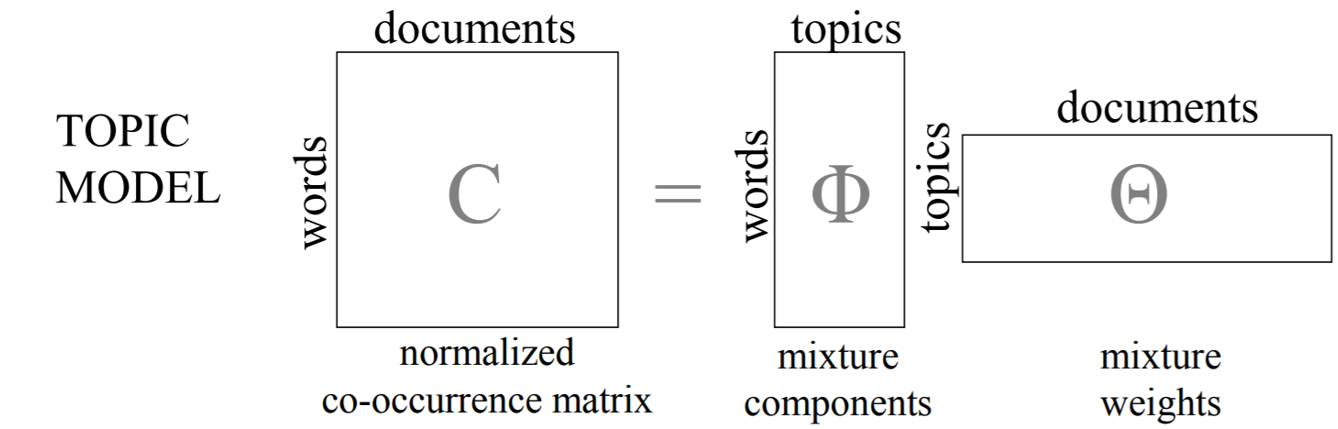 TOPIC
MODEL
documents
words
C
normalized
co-occurrence matrix
=
topics
words
Φ
mixture
components
documents
topics
Θ
mixture
weights